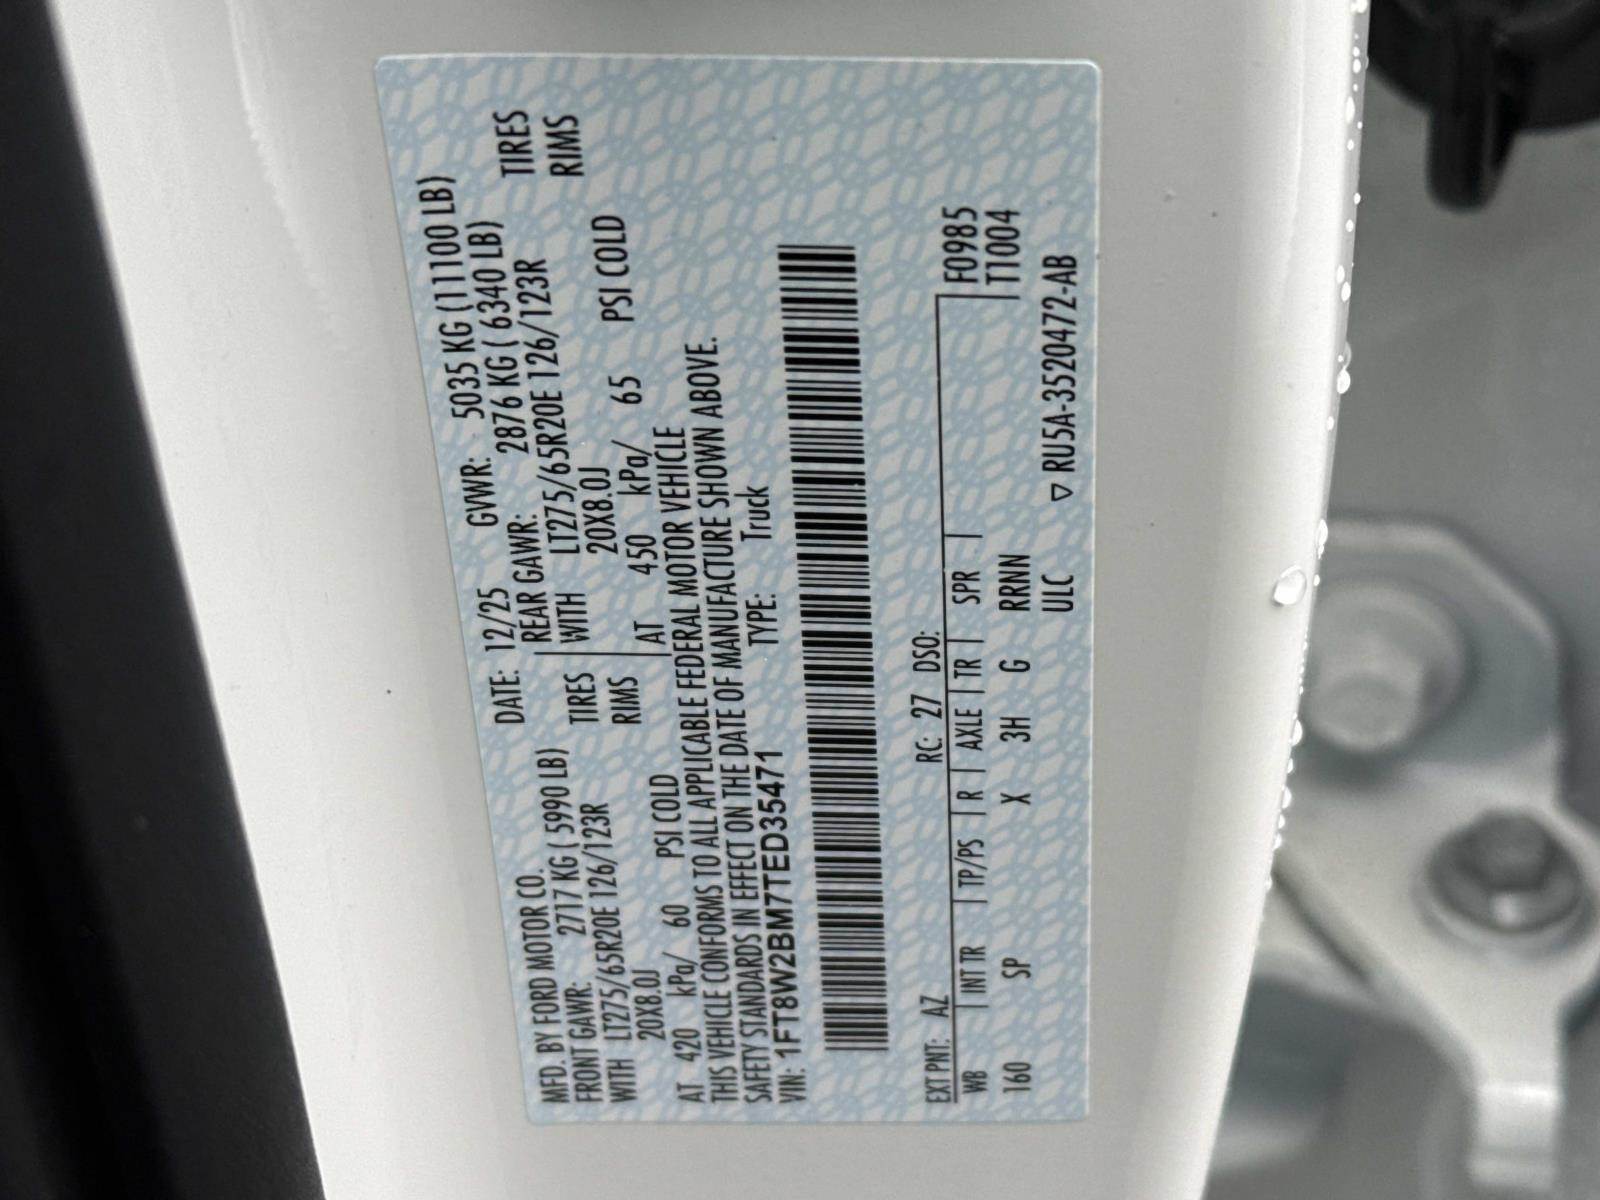 MFD. BY FORD MOTOR CO.
DATE: 12/25 GVWR: 5035 KG (11100 LB)
FRONT GAWR: 2717 KG ( 5990 LB)
REAR GAWR: 2876 KG ( 6340 LB)
WITH LT275/65R20E 126/123R TIRES
WITH LT275/65R20E 126/123R TIRES
20X8.0J RIMS
20X8.0J RIMS
AT 420 kPa/ 60 PSI COLD
AT 450 kPa/ 65 PSI COLD
THIS VEHICLE CONFORMS TO ALL APPLICABLE FEDERAL MOTOR VEHICLE
SAFETY STANDARDS IN EFFECT ON THE DATE OF MANUFACTURE SHOWN ABOVE.
VIN: 1FT8W2BM7TED35471 TYPE: Truck
EXT PNT: AZ RC: 27 DSO: F0985
WB | INT TR | TP/PS | R | AXLE | TR | SPR | T1004
160 SP X 3H G RRNN
ULC ▽ RU5A-3520472-AB